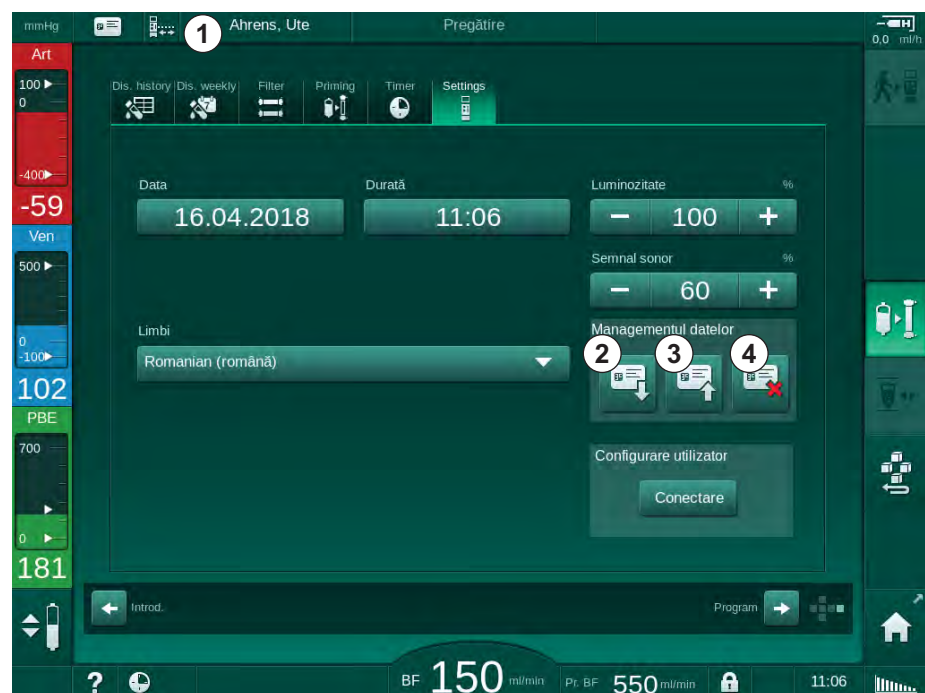 mmHg
1
Ahrens, Ute
Pregătire
0,0 ml/h
Art
100
0
-400
-59
Ven
500
0
-100
102
PBE
700
0
181
Dis. history
Dis. weekly
Filter
Priming
Timer
Settings
Data
Durată
Luminozitate %
16.04.2018
11:06
− 100 +
Semnal sonor %
− 60 +
Limbi
Romanian (română)
Managementul datelor
2
3
4
Configurare utilizator
Conectare
Introd.
Program
? BF 150 ml/min Pr. BF 550 ml/min 11:06